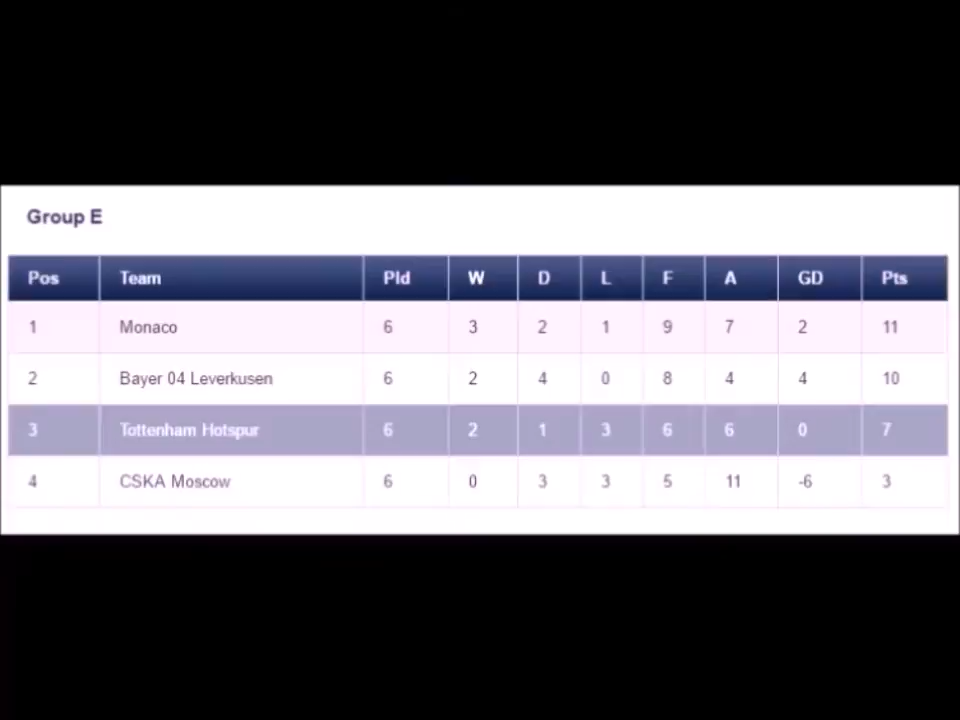 Group E
Pos Team Pld W D L F A GD Pts
1 Monaco 6 3 2 1 9 7 2 11
2 Bayer 04 Leverkusen 6 2 4 0 8 4 4 10
3 Tottenham Hotspur 6 2 1 3 6 6 0 7
4 CSKA Moscow 6 0 3 3 5 11 -6 3